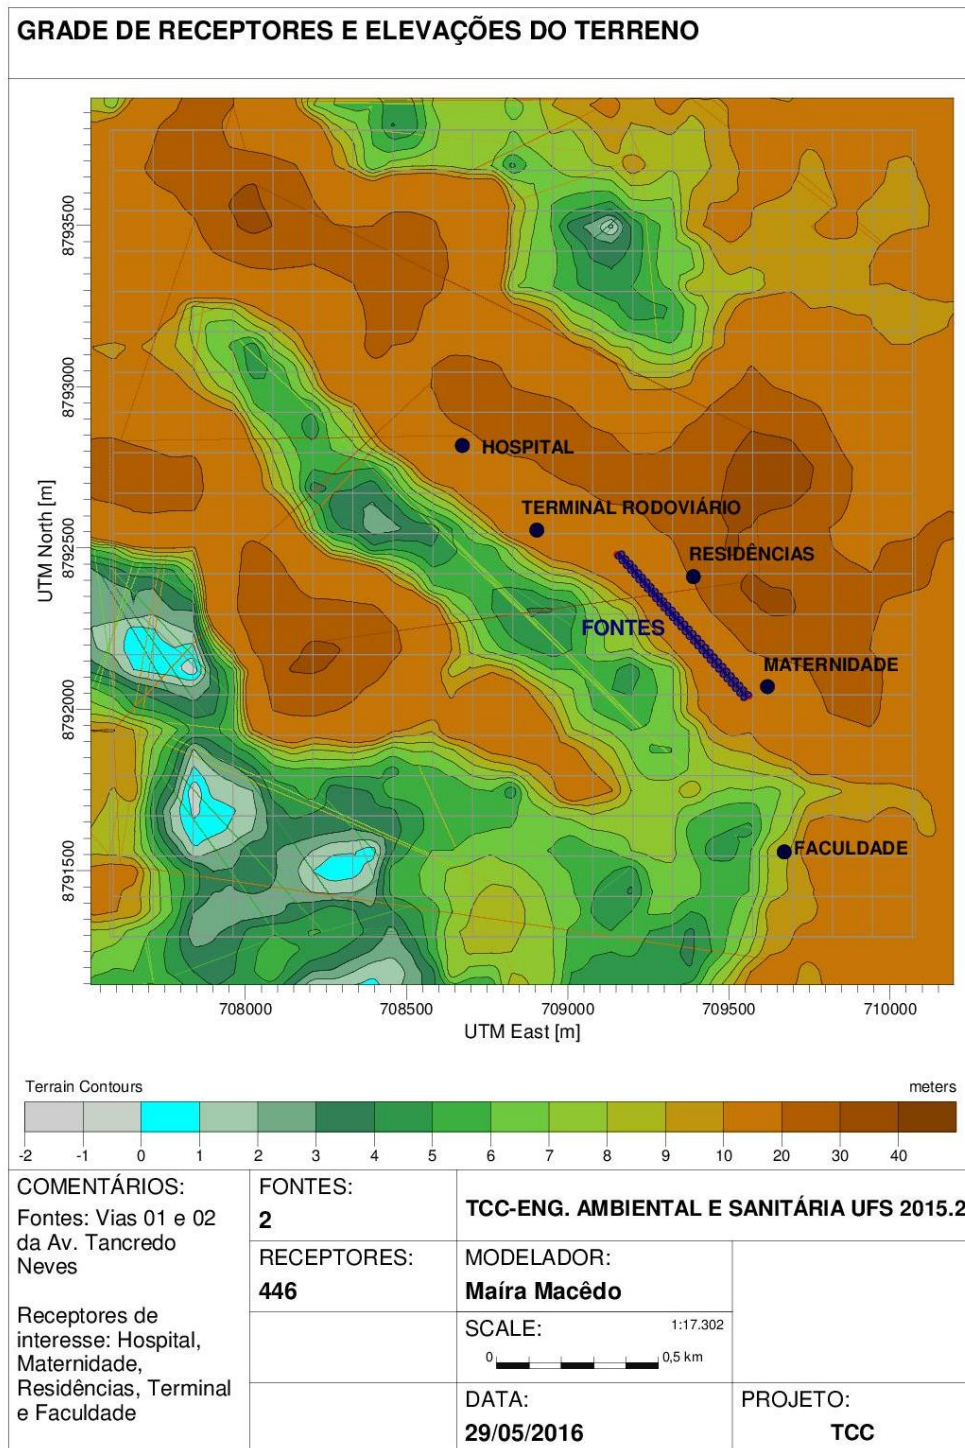 GRADE DE RECEPTORES E ELEVAÇÕES DO TERRENO
UTM North [m]
8793500
8793000
8792500
8792000
8791500
HOSPITAL
TERMINAL RODOVIÁRIO
RESIDÊNCIAS
FONTES
MATERNIDADE
FACULDADE
708000 708500 709000 709500 710000
UTM East [m]
Terrain Contours meters
-2 -1 0 1 2 3 4 5 6 7 8 9 10 20 30 40
COMENTÁRIOS:
Fontes: Vias 01 e 02
da Av. Tancredo
Neves
Receptores de
interesse: Hospital,
Maternidade,
Residências, Terminal
e Faculdade
FONTES:
2
RECEPTORES:
446
TCC-ENG. AMBIENTAL E SANITÁRIA UFS 2015.2
MODELADOR:
Maíra Macêdo
SCALE: 1:17.302
0 0,5 km
DATA:
29/05/2016
PROJETO:
TCC